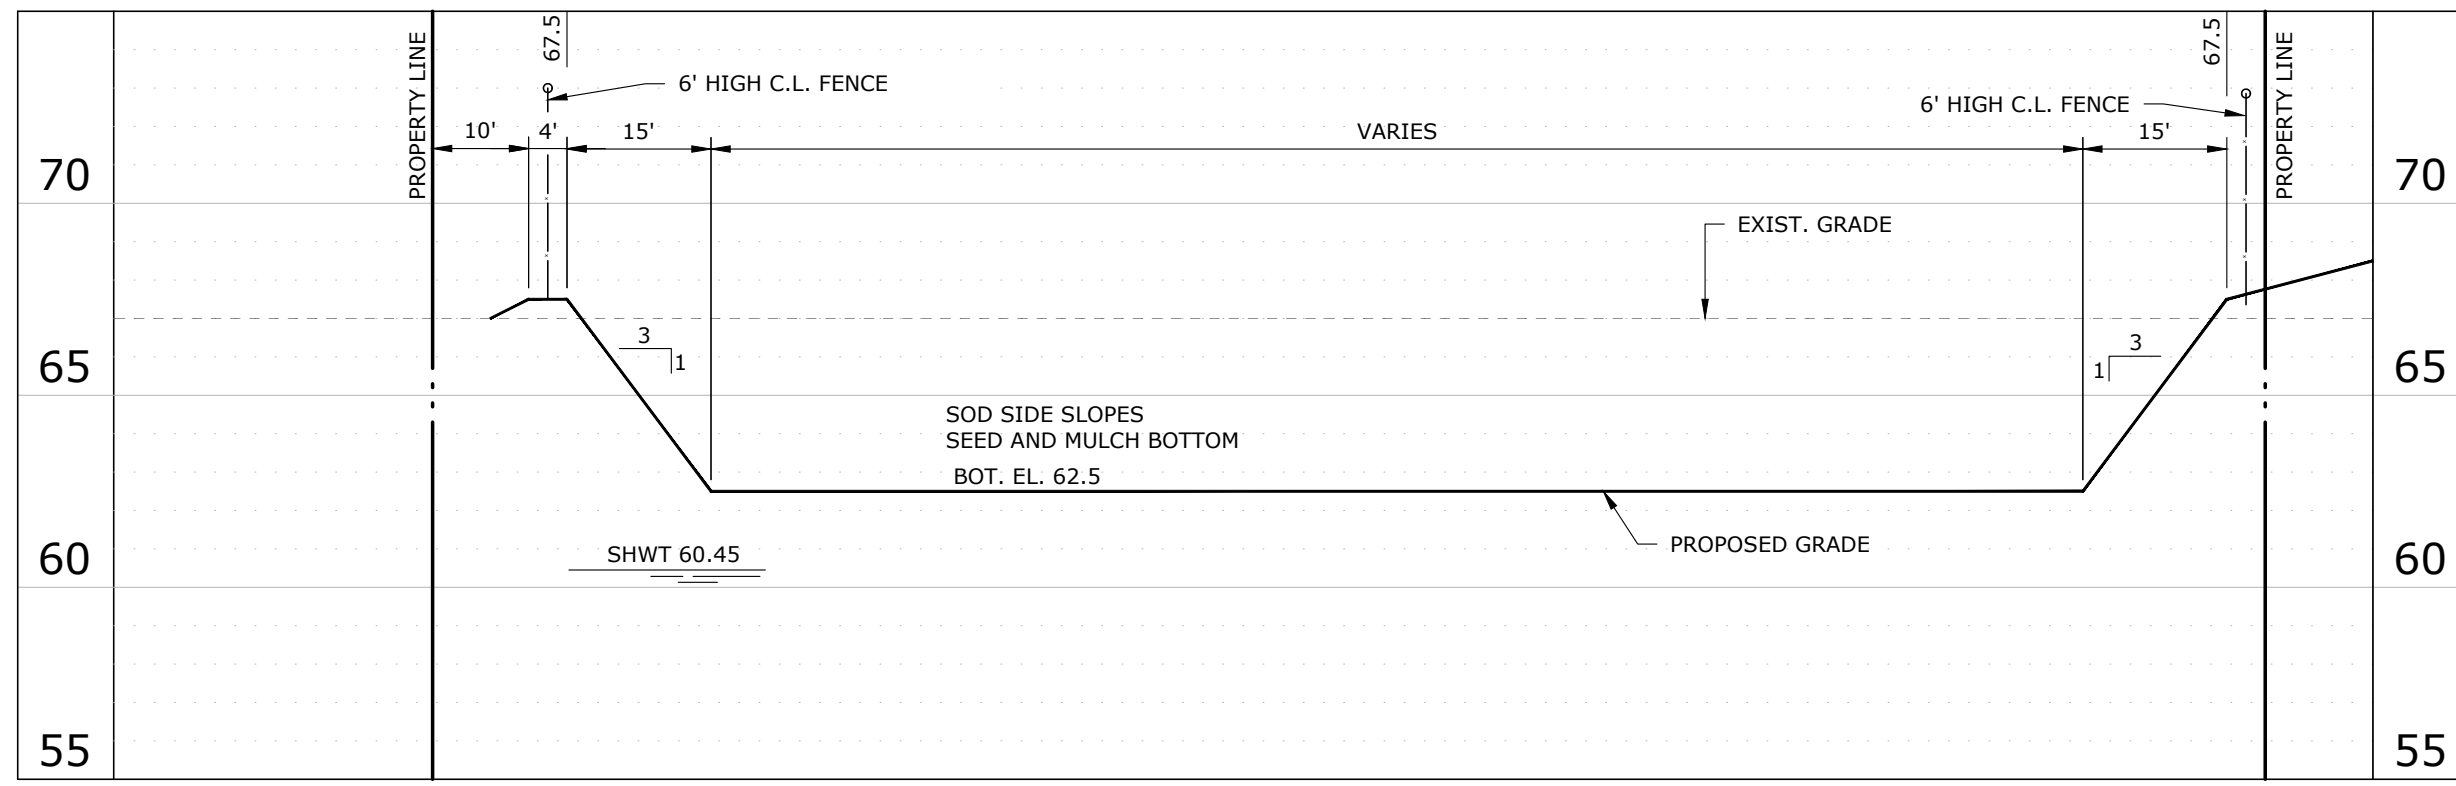 PROPERTY LINE
67.5
6' HIGH C.L. FENCE
67.5
PROPERTY LINE
6' HIGH C.L. FENCE
10'
4'
15'
VARIES
15'
70
70
EXIST. GRADE
3
1
3
1
65
65
SOD SIDE SLOPES
SEED AND MULCH BOTTOM
BOT. EL. 62.5
SHWT 60.45
PROPOSED GRADE
60
60
55
55